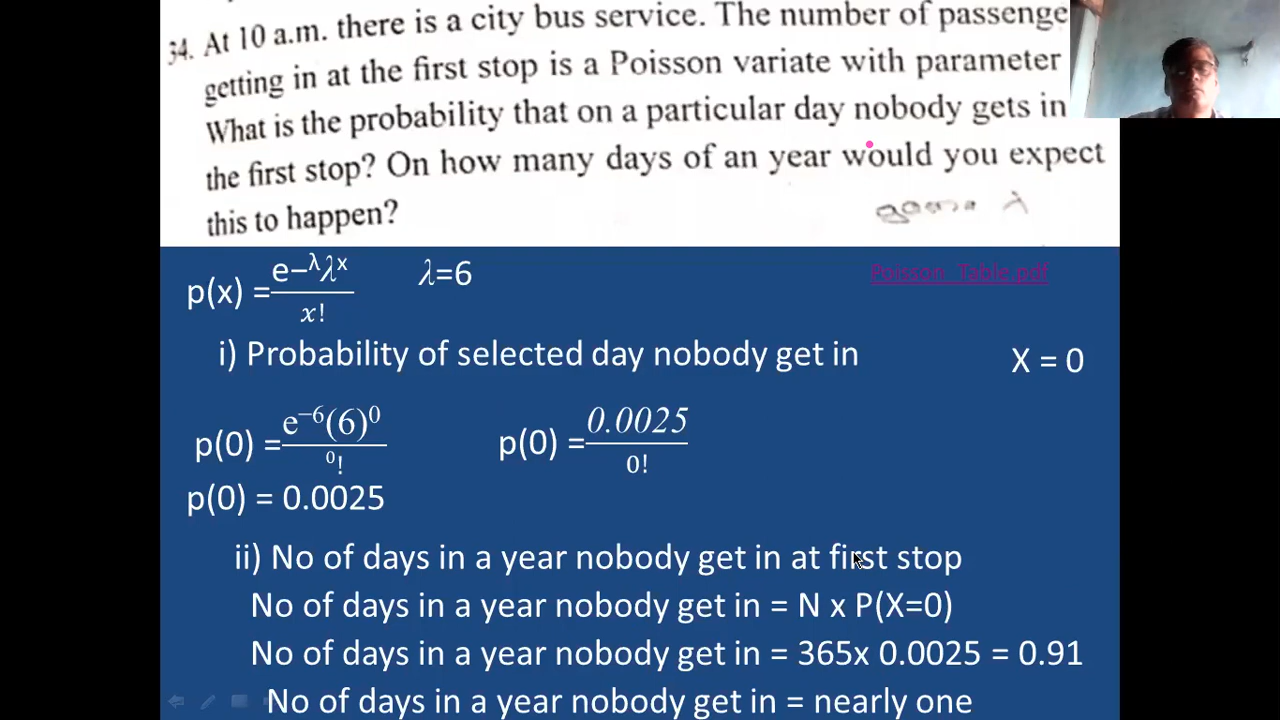 34. At 10 a.m. there is a city bus service. The number of passenge
getting in at the first stop is a Poisson variate with parameter
What is the probability that on a particular day nobody gets in
the first stop? On how many days of an year would you expect
this to happen?
λ
p(x) = e−^λ λ^x / x!    λ=6
Poisson_Table.pdf
i) Probability of selected day nobody get in    X = 0
p(0) = e^−6 (6)^0 / 0!    p(0) = 0.0025 / 0!
p(0) = 0.0025
ii) No of days in a year nobody get in at first stop
No of days in a year nobody get in = N x P(X=0)
No of days in a year nobody get in = 365x 0.0025 = 0.91
No of days in a year nobody get in = nearly one